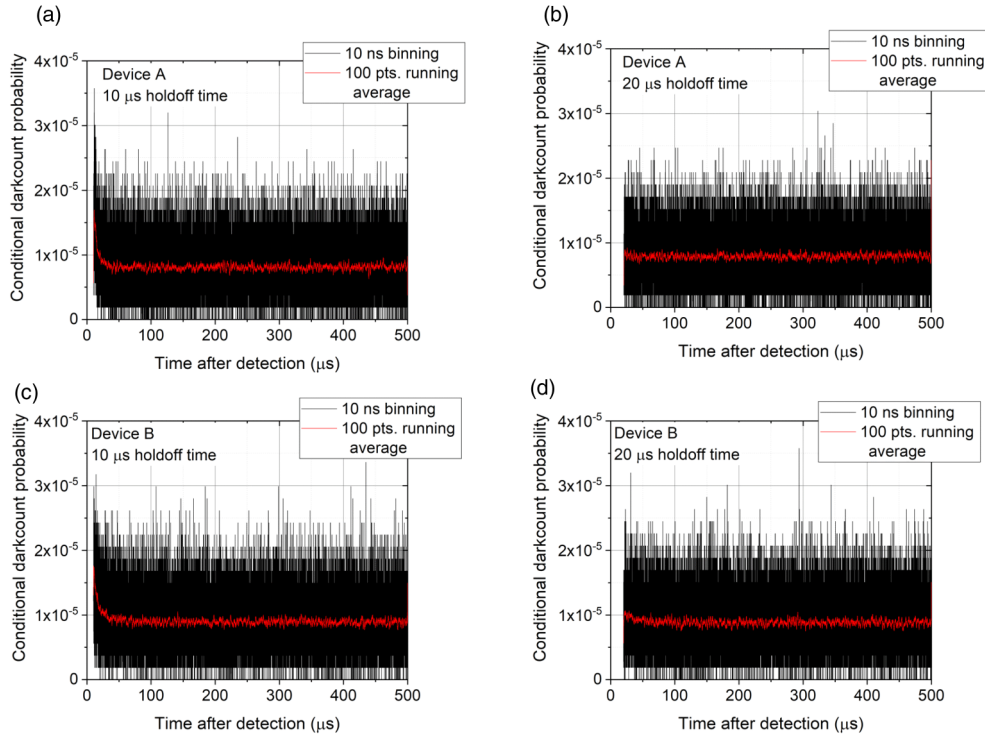 (a)
10 ns binning
100 pts. running
average
Device A
10 μs holdoff time
4x10⁻⁵
3x10⁻⁵
2x10⁻⁵
1x10⁻⁵
0
Conditional darkcount probability
0 100 200 300 400 500
Time after detection (μs)
(b)
10 ns binning
100 pts. running
average
Device A
20 μs holdoff time
4x10⁻⁵
3x10⁻⁵
2x10⁻⁵
1x10⁻⁵
0
Conditional darkcount probability
0 100 200 300 400 500
Time after detection (μs)
(c)
10 ns binning
100 pts. running
average
Device B
10 μs holdoff time
4x10⁻⁵
3x10⁻⁵
2x10⁻⁵
1x10⁻⁵
0
Conditional darkcount probability
0 100 200 300 400 500
Time after detection (μs)
(d)
10 ns binning
100 pts. running
average
Device B
20 μs holdoff time
4x10⁻⁵
3x10⁻⁵
2x10⁻⁵
1x10⁻⁵
0
Conditional darkcount probability
0 100 200 300 400 500
Time after detection (μs)